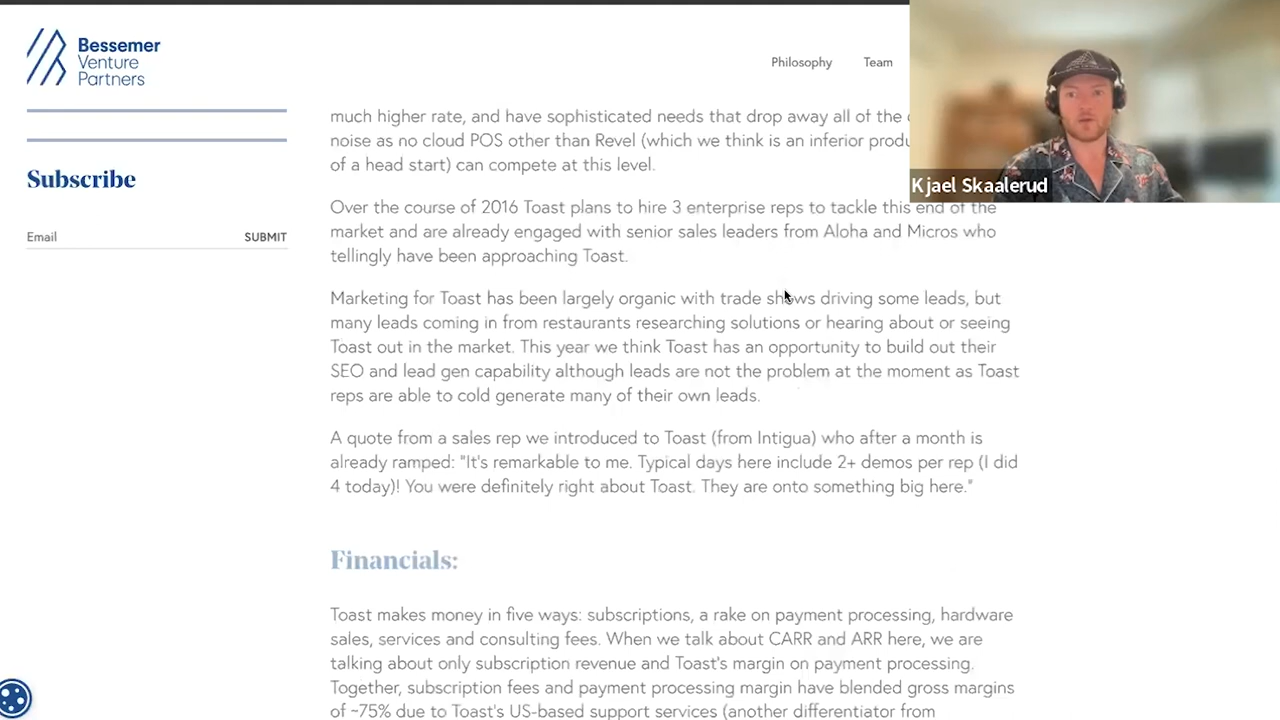 Bessemer
Venture
Partners
Philosophy
Team
Kjael Skaalerud
Subscribe
Email
SUBMIT
much higher rate, and have sophisticated needs that drop away all of the
noise as no cloud POS other than Revel (which we think is an inferior
of a head start) can compete at this level.
Over the course of 2016 Toast plans to hire 3 enterprise reps to tackle this end of the
market and are already engaged with senior sales leaders from Aloha and Micros who
tellingly have been approaching Toast.
Marketing for Toast has been largely organic with trade shows driving some leads, but
many leads coming in from restaurants researching solutions or hearing about or seeing
Toast out in the market. This year we think Toast has an opportunity to build out their
SEO and lead gen capability although leads are not the problem at the moment as Toast
reps are able to cold generate many of their own leads.
A quote from a sales rep we introduced to Toast (from Intigua) who after a month is
already ramped: "It's remarkable to me. Typical days here include 2+ demos per rep (I did
4 today)! You were definitely right about Toast. They are onto something big here."
Financials:
Toast makes money in five ways: subscriptions, a rake on payment processing, hardware
sales, services and consulting fees. When we talk about CARR and ARR here, we are
talking about only subscription revenue and Toast's margin on payment processing.
Together, subscription fees and payment processing margin have blended gross margins
of ~75% due to Toast's US-based support services (another differentiator from